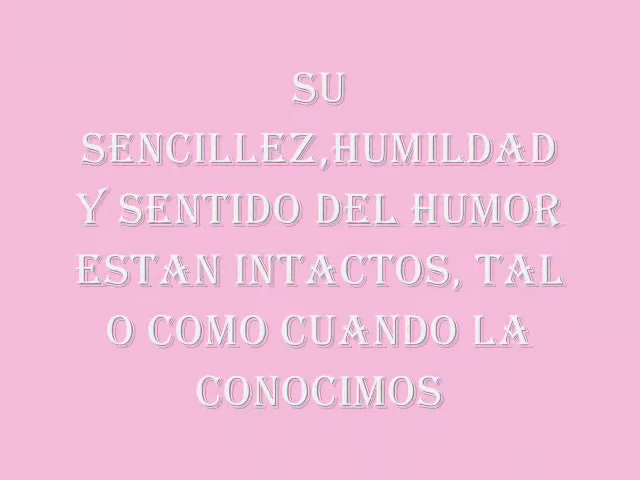 SU
SENCILLEZ,HUMILDAD
Y SENTIDO DEL HUMOR
ESTAN INTACTOS, TAL
O COMO CUANDO LA
CONOCIMOS